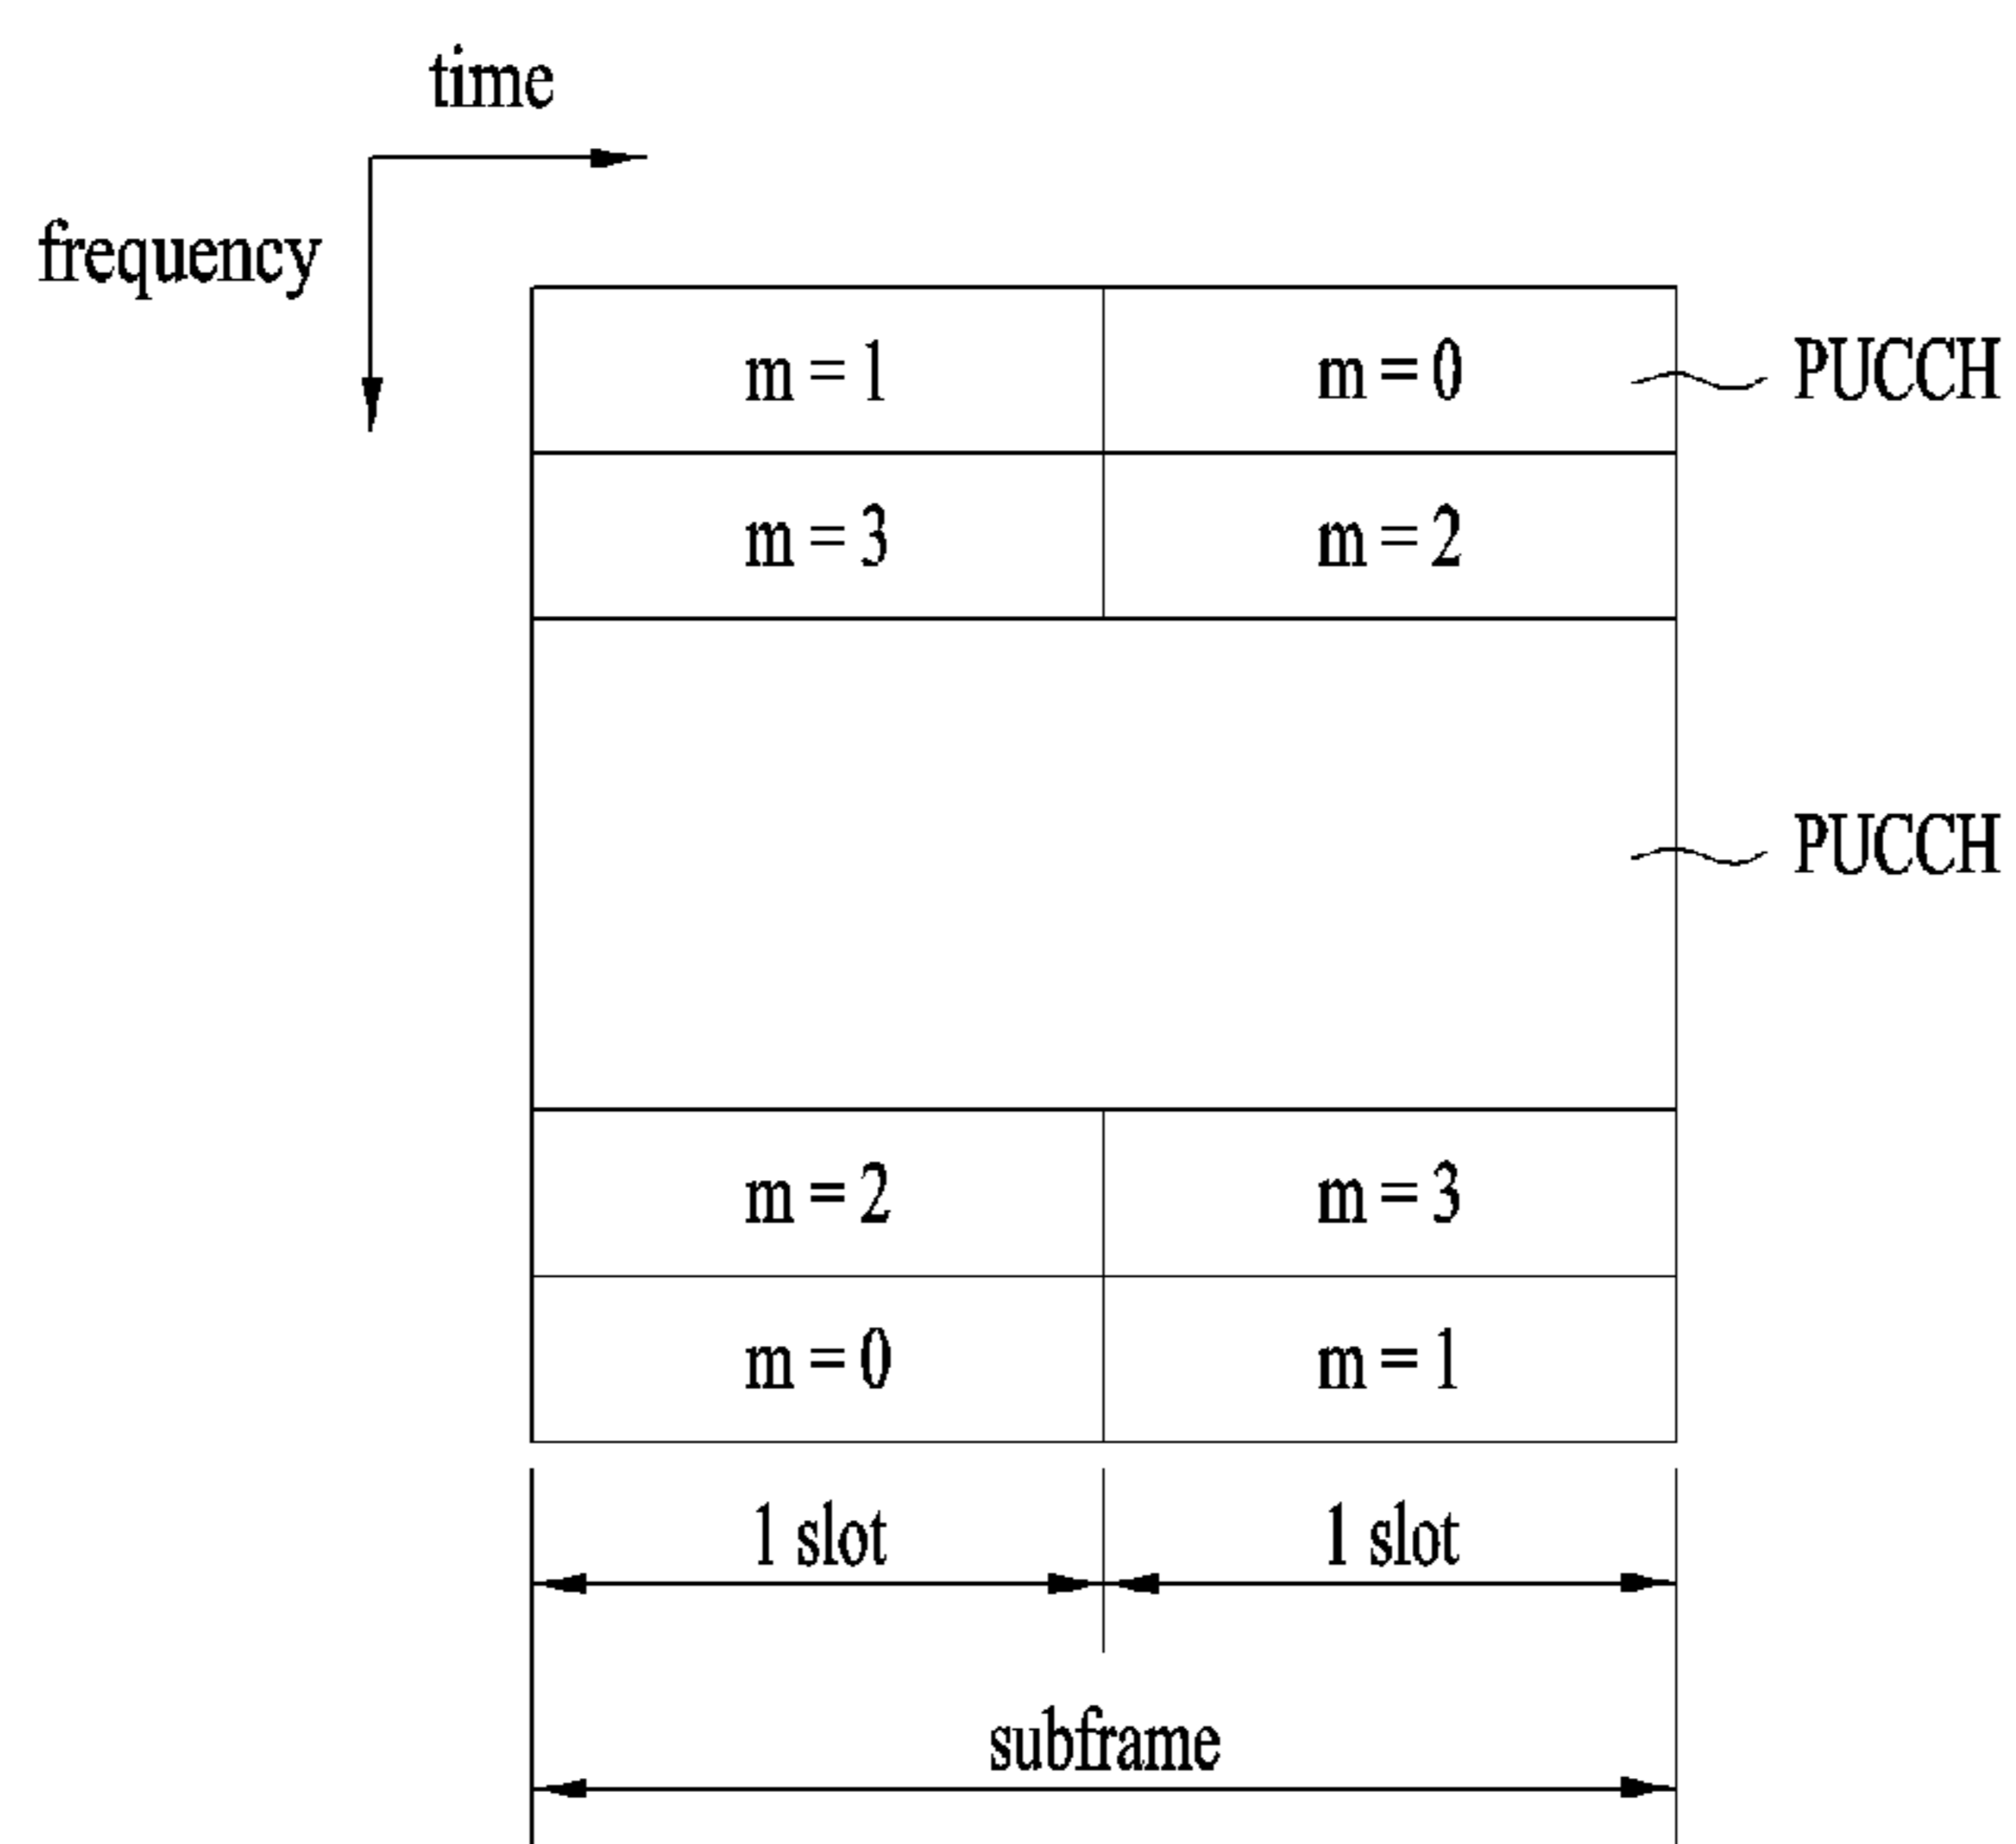 time
frequency
m = 1 m = 0 PUCCH
m = 3 m = 2
PUCCH
m = 2 m = 3
m = 0 m = 1
1 slot 1 slot
subframe